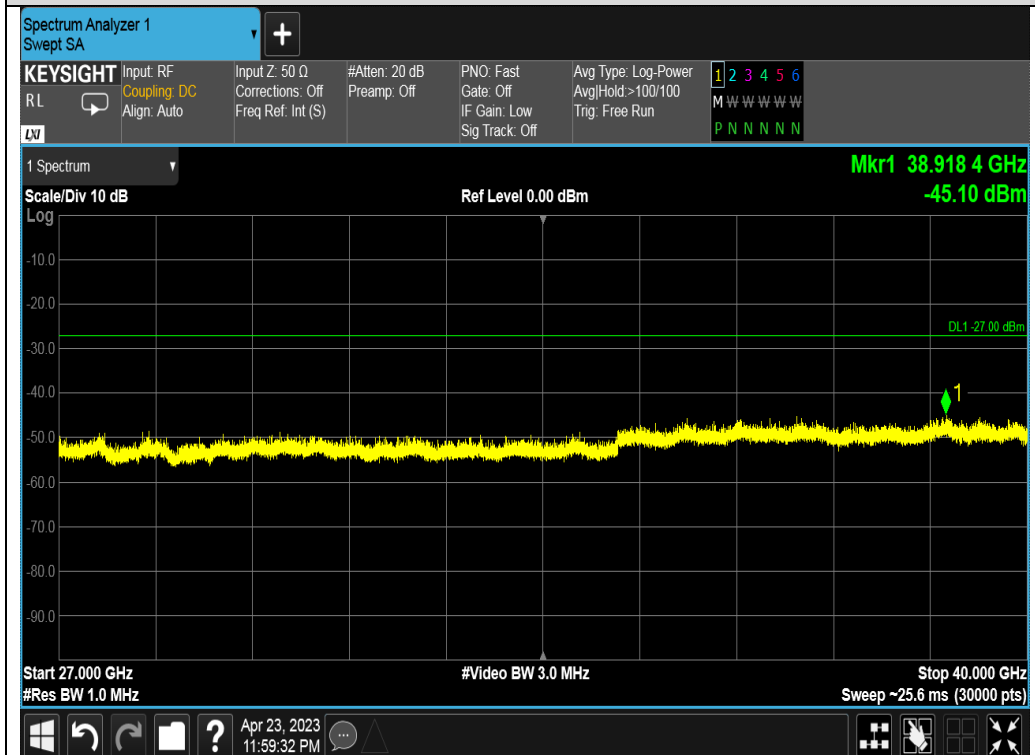 Spectrum Analyzer 1
Swept SA
+
KEYSIGHT
R L
LXI
Input: RF
Coupling: DC
Align: Auto
Input Z: 50 Ω
Corrections: Off
Freq Ref: Int (S)
#Atten: 20 dB
Preamp: Off
PNO: Fast
Gate: Off
IF Gain: Low
Sig Track: Off
Avg Type: Log-Power
Avg|Hold:>100/100
Trig: Free Run
1 2 3 4 5 6
M W W W W W
P N N N N N
1 Spectrum
Mkr1 38.918 4 GHz
-45.10 dBm
Scale/Div 10 dB
Ref Level 0.00 dBm
Log
-10.0
-20.0
DL1 -27.00 dBm
-30.0
-40.0
1
-50.0
-60.0
-70.0
-80.0
-90.0
Start 27.000 GHz
#Video BW 3.0 MHz
Stop 40.000 GHz
#Res BW 1.0 MHz
Sweep ~25.6 ms (30000 pts)
?
Apr 23, 2023
11:59:32 PM